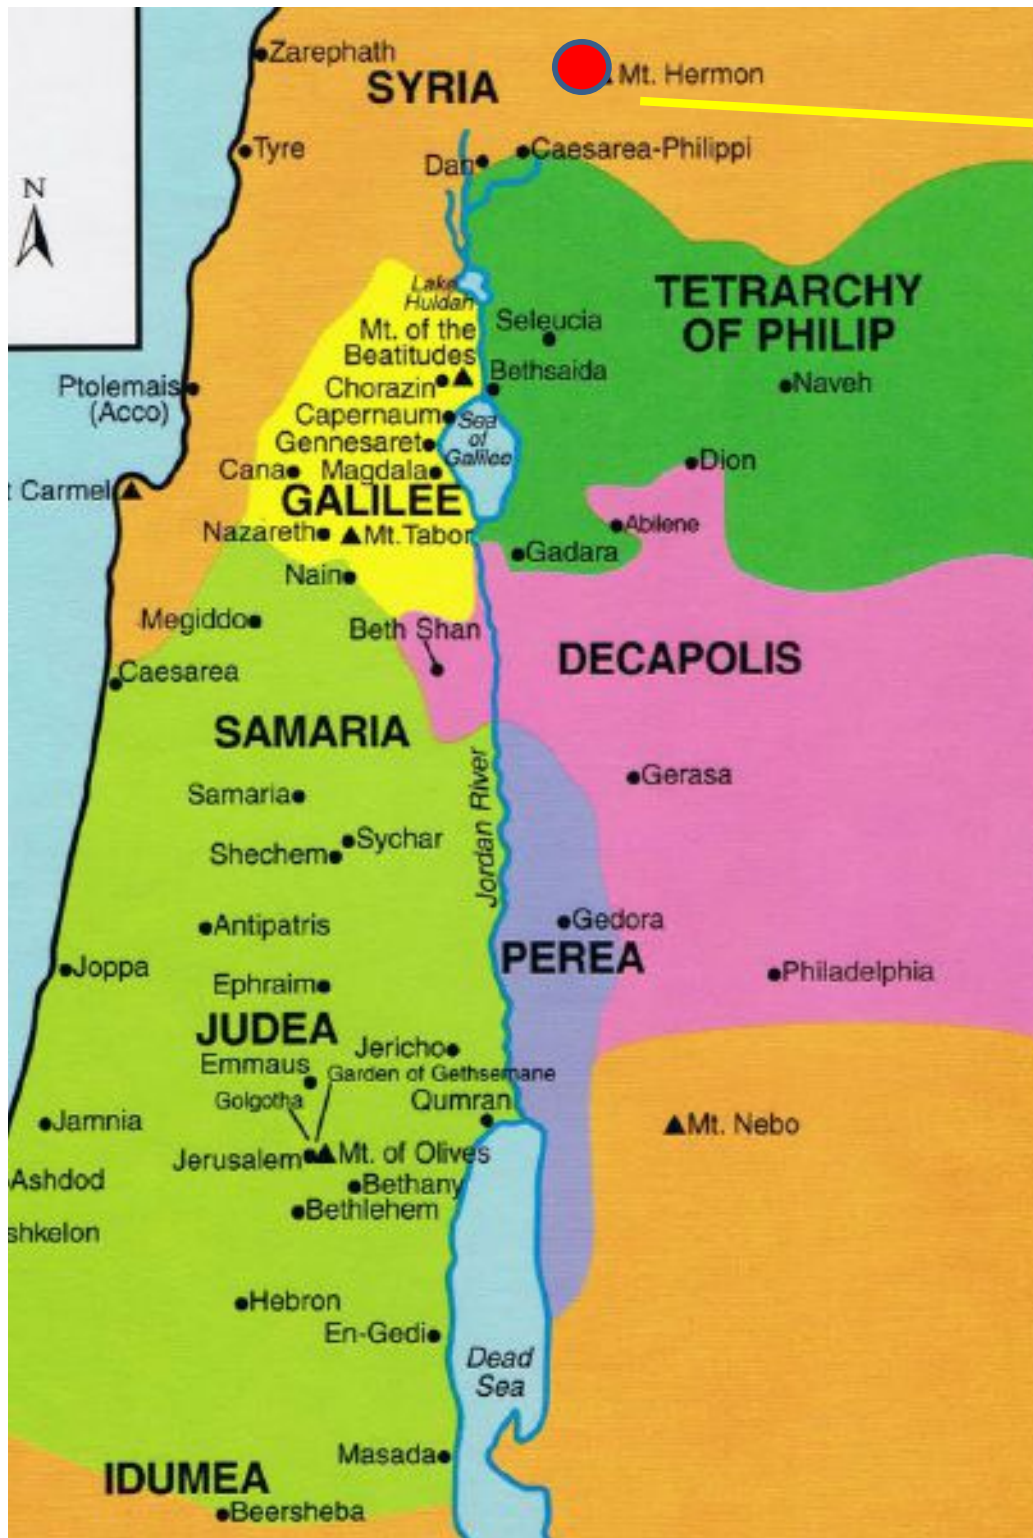 Zarephath
SYRIA
Mt. Hermon
Tyre
Dan
Caesarea-Philippi
N
Lake
Huldah
TETRARCHY
OF PHILIP
Seleucia
Mt. of the
Beatitudes
Ptolemais
(Acco)
Chorazin
Bethsaida
Naveh
Capernaum
Sea
of
Galilee
Gennesaret
Cana
Magdala
Dion
t Carmel
GALILEE
Abilene
Nazareth
Mt. Tabor
Gadara
Nain
Megiddo
Beth Shan
DECAPOLIS
Caesarea
SAMARIA
Jordan River
Gerasa
Samaria
Sychar
Shechem
Antipatris
Gedora
Joppa
PEREA
Philadelphia
Ephraim
JUDEA
Jericho
Emmaus
Garden of Gethsemane
Golgotha
Qumran
Jamnia
Mt. Nebo
Jerusalem
Mt. of Olives
Ashdod
Bethany
Bethlehem
shkelon
Hebron
En-Gedi
Dead
Sea
Masada
IDUMEA
Beersheba